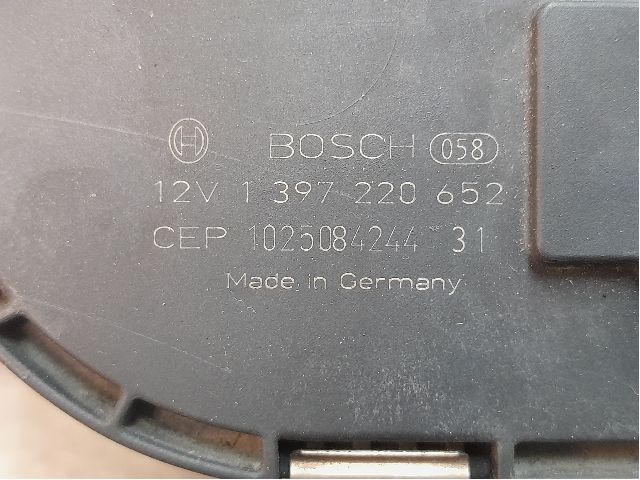 BOSCH 058
12V 1 397 220 652
CEP 1025084244 31
Made in Germany